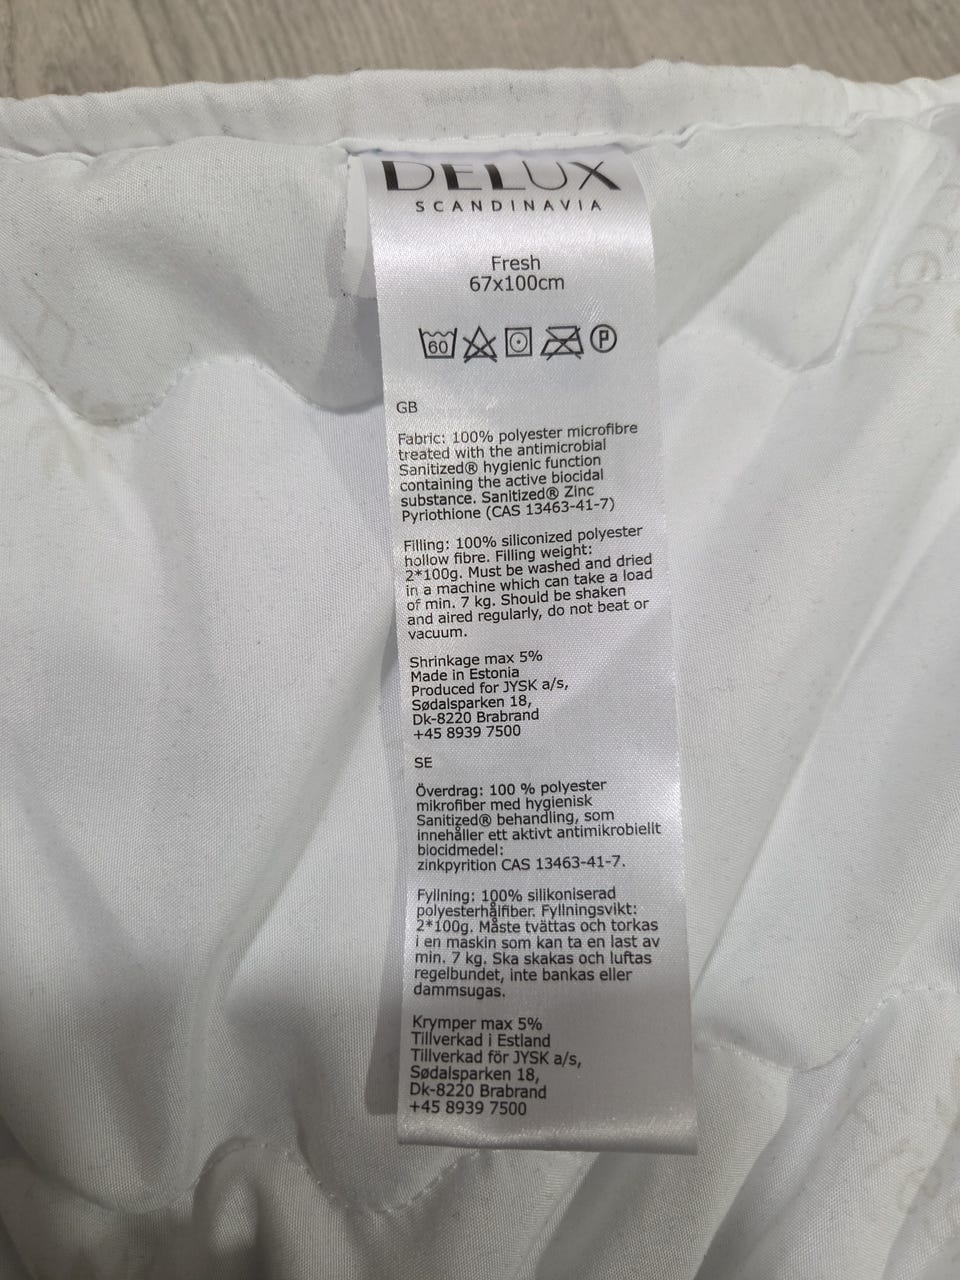 DELUX
SCANDINAVIA
Fresh
67x100cm
60
P
GB
Fabric: 100% polyester microfibre
treated with the antimicrobial
Sanitized® hygienic function
containing the active biocidal
substance. Sanitized® Zinc
Pyriothione (CAS 13463-41-7)
Filling: 100% siliconized polyester
hollow fibre. Filling weight:
2*100g. Must be washed and dried
in a machine which can take a load
of min. 7 kg. Should be shaken
and aired regularly, do not beat or
vacuum.
Shrinkage max 5%
Made in Estonia
Produced for JYSK a/s,
Sødalsparken 18,
Dk-8220 Brabrand
+45 8939 7500
SE
Överdrag: 100 % polyester
mikrofiber med hygienisk
Sanitized® behandling, som
innehåller ett aktivt antimikrobiellt
biocidmedel:
zinkpyrition CAS 13463-41-7.
Fyllning: 100% silikoniserad
polyesterhålfiber. Fyllningsvikt:
2*100g. Måste tvättas och torkas
i en maskin som kan ta en last av
min. 7 kg. Ska skakas och luftas
regelbundet, inte bankas eller
dammsugas.
Krymper max 5%
Tillverkad i Estland
Tillverkad för JYSK a/s,
Sødalsparken 18,
Dk-8220 Brabrand
+45 8939 7500